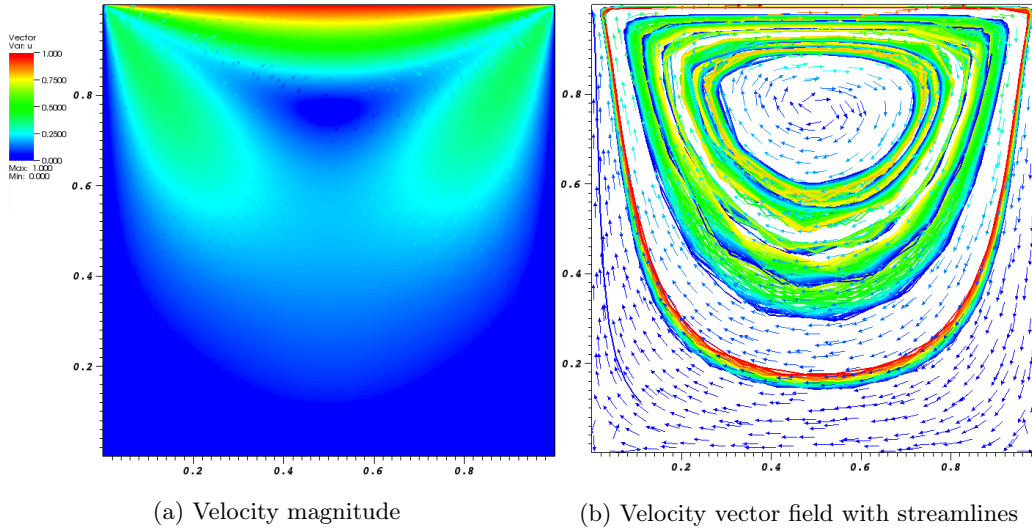 Vector
Var: u
1.000
0.7500
0.2500
0.000
Max: 1.000
Min: 0.000
0.8
0.6
0.4
0.2
0.2 0.4 0.6 0.8
0.8
0.6
0.4
0.2
0.2 0.4 0.6 0.8
(a) Velocity magnitude
(b) Velocity vector field with streamlines